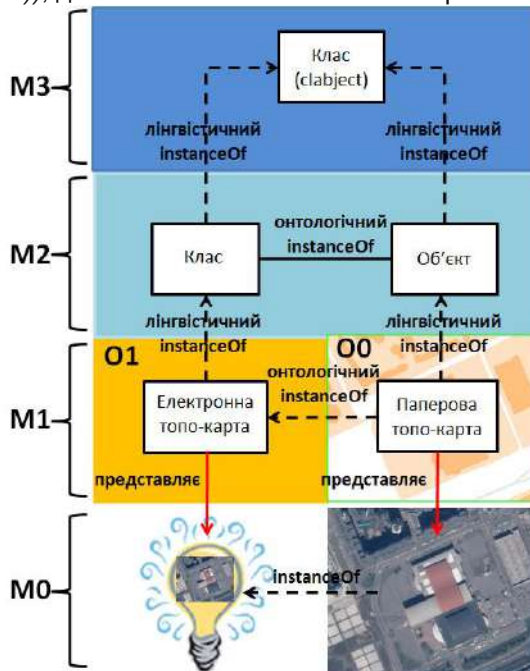 M3
Клас
(clabject)
лінгвістичний
instanceOf
лінгвістичний
instanceOf
M2
онтологічний
instanceOf
Клас
Об'єкт
лінгвістичний
instanceOf
лінгвістичний
instanceOf
M1
O1
O0
онтологічний
instanceOf
Електронна
топо-карта
Паперова
топо-карта
представляє
представляє
M0
instanceOf